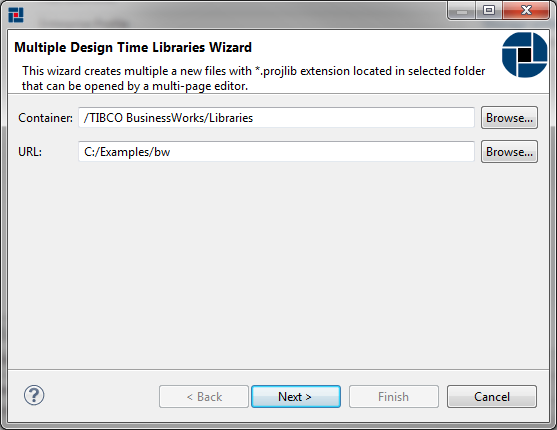 Multiple Design Time Libraries Wizard
This wizard creates multiple a new files with *.projlib extension located in selected folder
that can be opened by a multi-page editor.
Container: /TIBCO BusinessWorks/Libraries Browse...
URL: C:/Examples/bw Browse...
? < Back Next > Finish Cancel